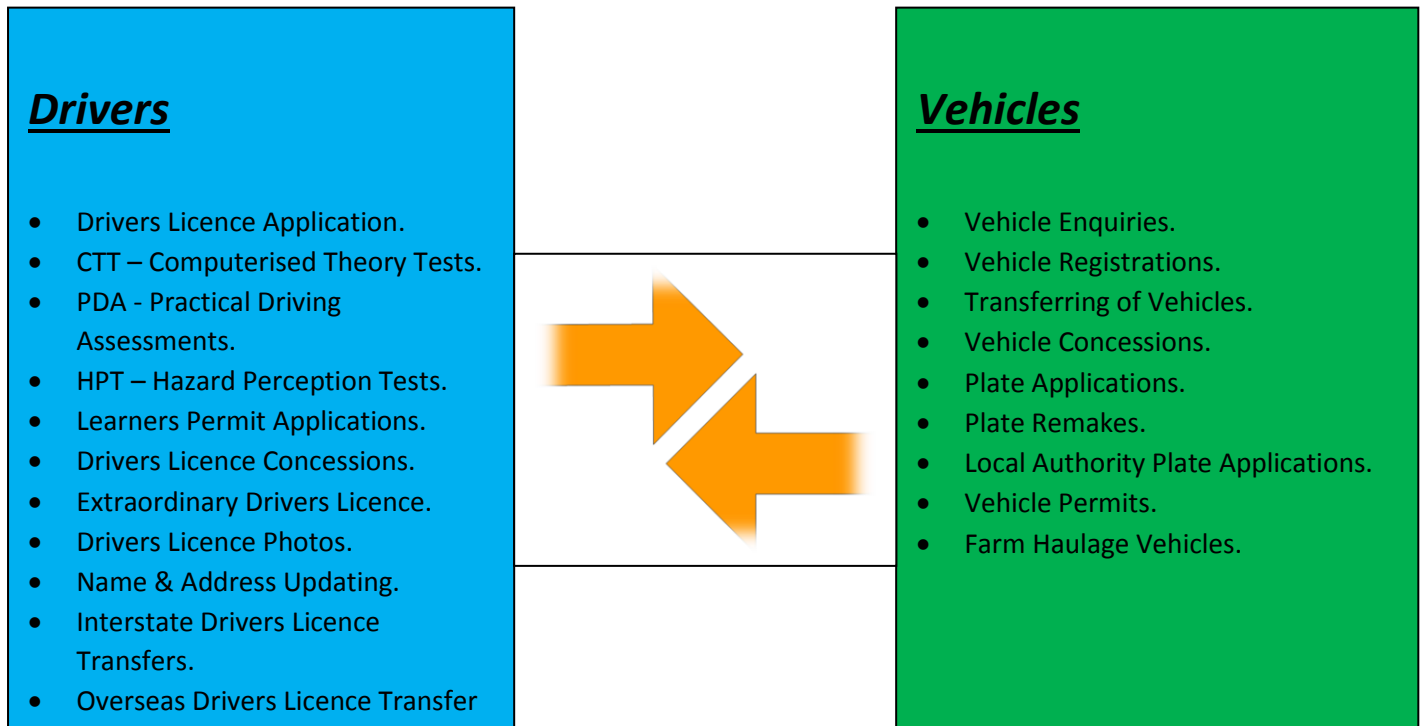 Drivers
• Drivers Licence Application.
• CTT – Computerised Theory Tests.
• PDA - Practical Driving
Assessments.
• HPT – Hazard Perception Tests.
• Learners Permit Applications.
• Drivers Licence Concessions.
• Extraordinary Drivers Licence.
• Drivers Licence Photos.
• Name & Address Updating.
• Interstate Drivers Licence
Transfers.
• Overseas Drivers Licence Transfer
Vehicles
• Vehicle Enquiries.
• Vehicle Registrations.
• Transferring of Vehicles.
• Vehicle Concessions.
• Plate Applications.
• Plate Remakes.
• Local Authority Plate Applications.
• Vehicle Permits.
• Farm Haulage Vehicles.